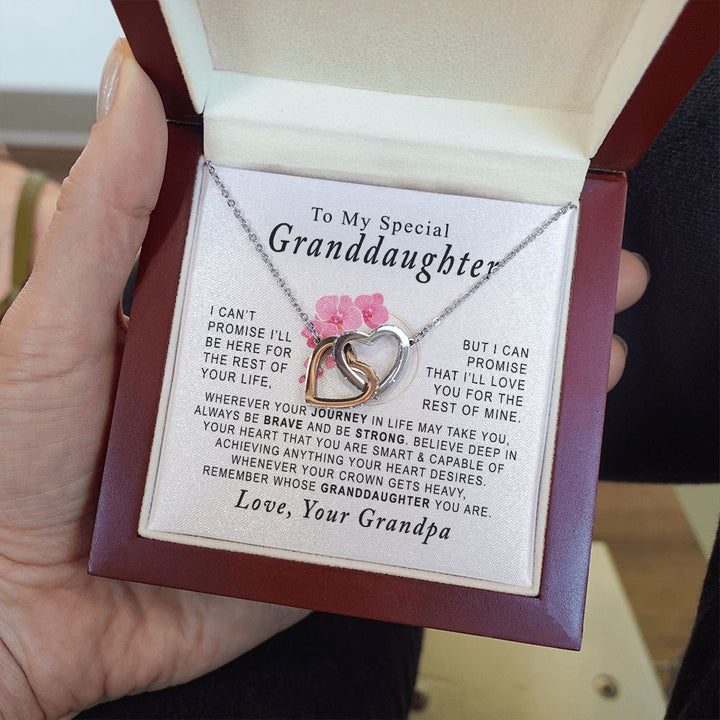 To My Special
Granddaughter
I CAN'T
PROMISE I'LL
BE HERE FOR
THE REST OF
YOUR LIFE,
BUT I CAN
PROMISE
THAT I'LL LOVE
YOU FOR THE
REST OF MINE.
WHEREVER YOUR JOURNEY IN LIFE MAY TAKE YOU,
ALWAYS BE BRAVE AND BE STRONG. BELIEVE DEEP IN
YOUR HEART THAT YOU ARE SMART & CAPABLE OF
ACHIEVING ANYTHING YOUR HEART DESIRES.
WHENEVER YOUR CROWN GETS HEAVY,
REMEMBER WHOSE GRANDDAUGHTER YOU ARE.
Love, Your Grandpa